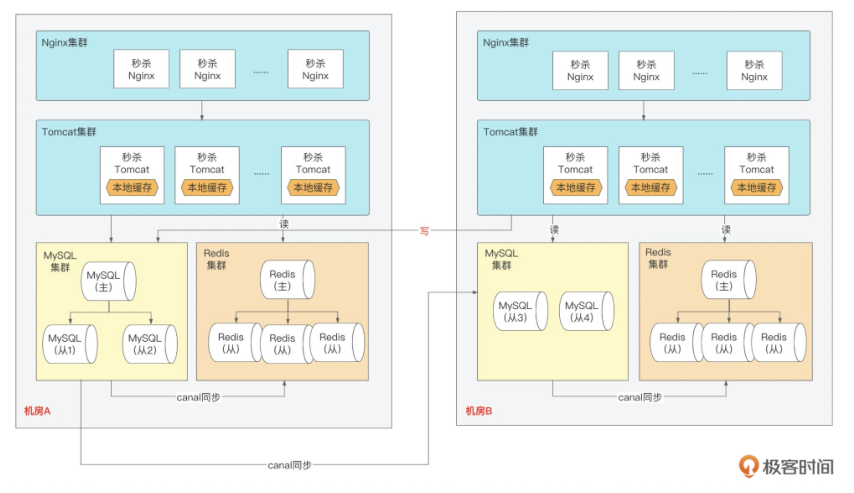 Nginx集群
秒杀
Nginx
秒杀
Nginx
......
秒杀
Nginx
Tomcat集群
秒杀
Tomcat
本地缓存
秒杀
Tomcat
本地缓存
......
秒杀
Tomcat
本地缓存
读
MySQL
集群
MySQL
(主)
MySQL
(从1)
MySQL
(从2)
Redis
集群
Redis
(主)
Redis
(从)
Redis
(从)
Redis
(从)
canal同步
机房A
写
canal同步
Nginx集群
秒杀
Nginx
秒杀
Nginx
......
秒杀
Nginx
Tomcat集群
秒杀
Tomcat
本地缓存
秒杀
Tomcat
本地缓存
......
秒杀
Tomcat
本地缓存
读
读
MySQL
集群
MySQL
(从3)
MySQL
(从4)
Redis
集群
Redis
(主)
Redis
(从)
Redis
(从)
Redis
(从)
canal同步
机房B
极客时间